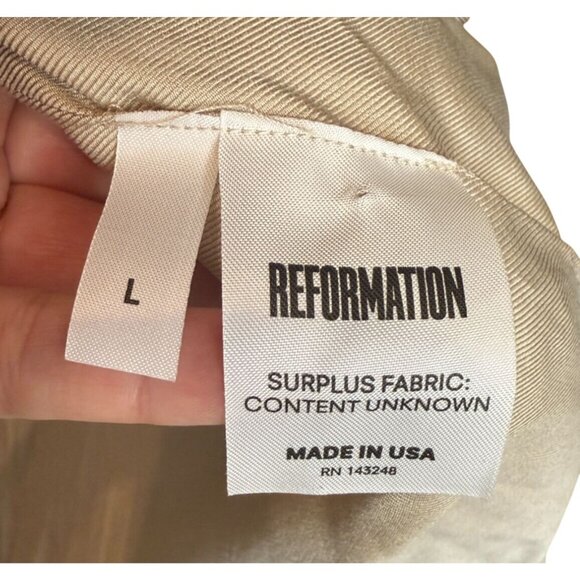 L
REFORMATION
SURPLUS FABRIC:
CONTENT UNKNOWN
MADE IN USA
RN 143248